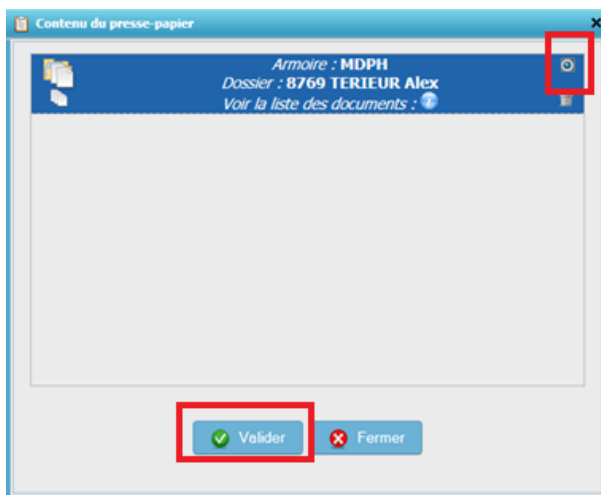 Contenu du presse-papier
Armoire : MDPH
Dossier : 8769 TERIEUR Alex
Voir la liste des documents :
Valider
Fermer